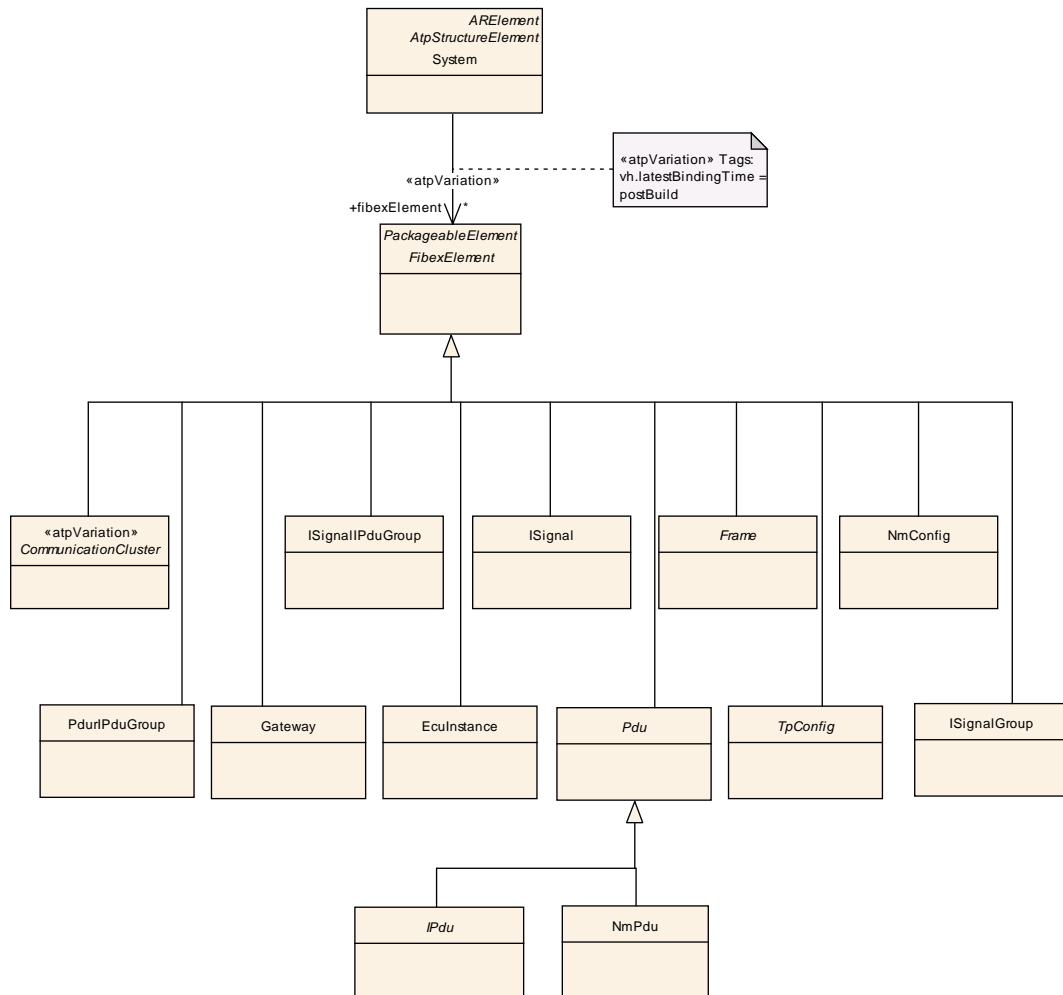 ARElement
AtpStructureElement
System
«atpVariation» Tags:
vh.latestBindingTime =
postBuild
«atpVariation»
+fibexElement
*
PackageableElement
FibexElement
«atpVariation»
CommunicationCluster
ISignalIPduGroup
ISignal
Frame
NmConfig
PdurIPduGroup
Gateway
EcuInstance
Pdu
TpConfig
ISignalGroup
IPdu
NmPdu